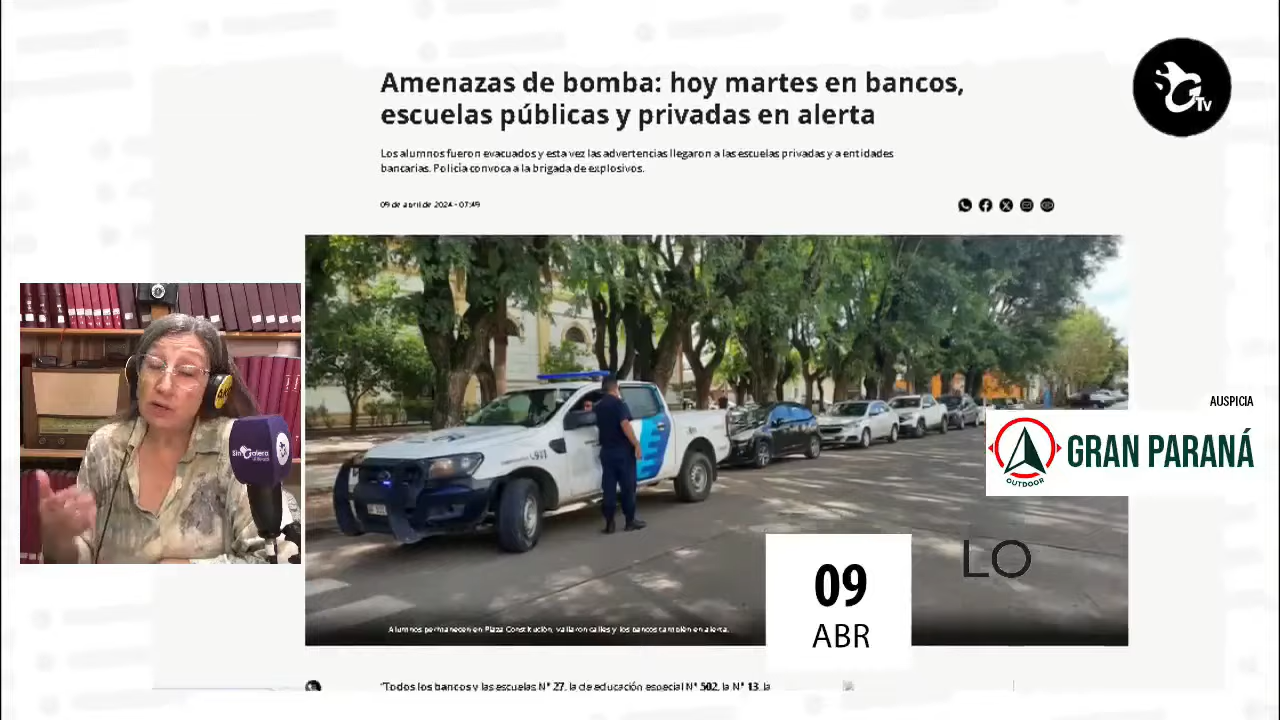 Amenazas de bomba: hoy martes en bancos,
escuelas públicas y privadas en alerta
Los alumnos fueron evacuados y esta vez las advertencias llegaron a las escuelas privadas y a entidades
bancarias. Policía convoca a la brigada de explosivos.
09 de abril de 2024 - 07:49
G TV
AUSPICIA
GRAN PARANÁ
OUTDOOR
Sin Galera
LO
09
ABR
Alumnos permanecen en Plaza Constitución, vallaron calles y los bancos también en alerta.
"Todos los bancos y las escuelas N° 27, la de educación especial N° 502, la N° 13, la